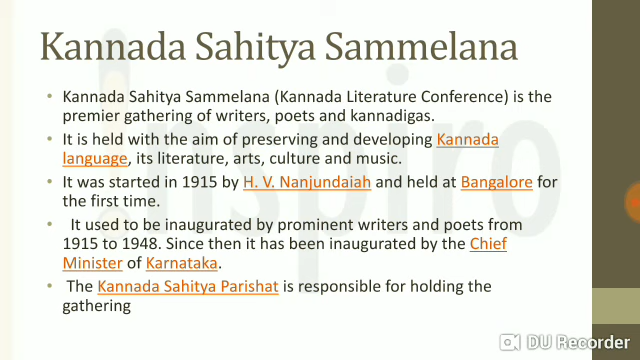 Kannada Sahitya Sammelana
• Kannada Sahitya Sammelana (Kannada Literature Conference) is the
premier gathering of writers, poets and kannadigas.
• It is held with the aim of preserving and developing Kannada
language, its literature, arts, culture and music.
• It was started in 1915 by H. V. Nanjundaiah and held at Bangalore for
the first time.
• It used to be inaugurated by prominent writers and poets from
1915 to 1948. Since then it has been inaugurated by the Chief
Minister of Karnataka.
• The Kannada Sahitya Parishat is responsible for holding the
gathering
DU Recorder